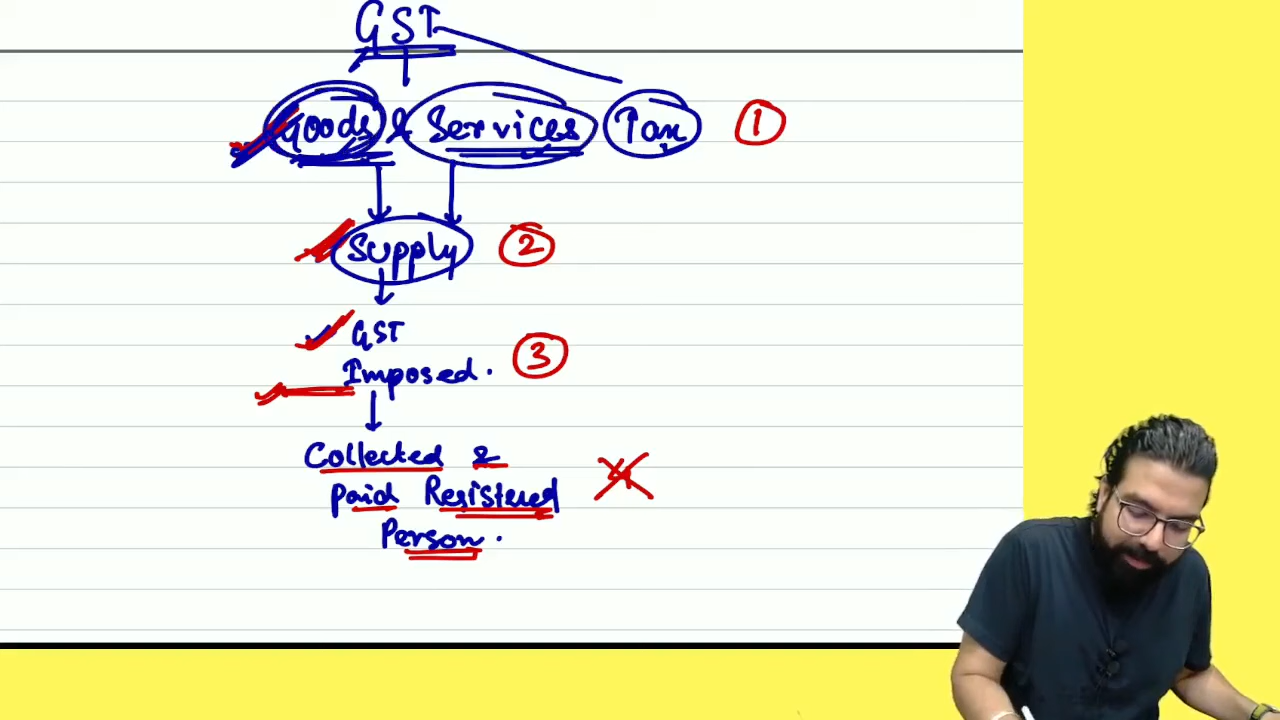 GST
Goods & Services Tax 1
Supply 2
GST
Imposed. 3
Collected &
paid Registered
Person.